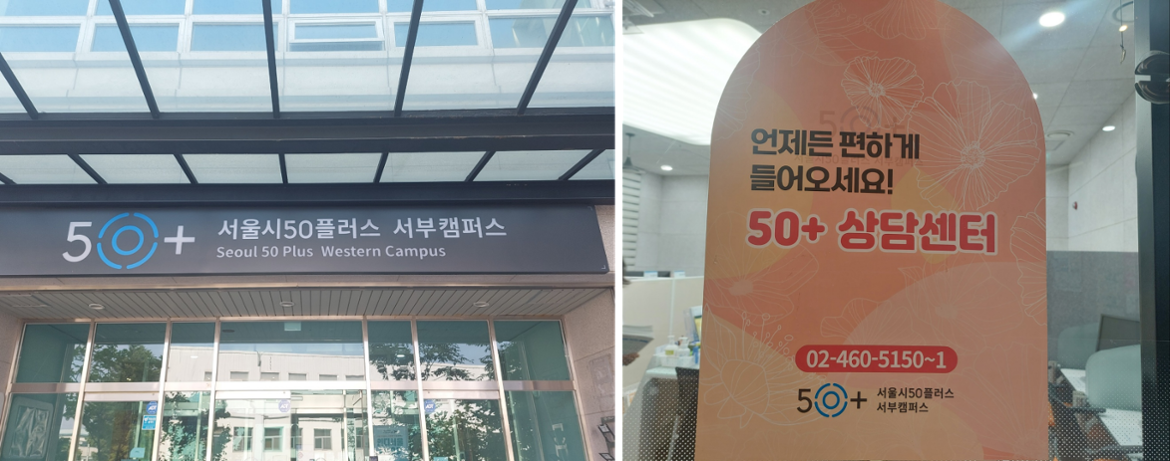 50+ 서울시50플러스 서부캠퍼스
Seoul 50 Plus Western Campus
언제든 편하게
들어오세요!
50+ 상담센터
02-460-5150~1
50+ 서울시50플러스
서부캠퍼스